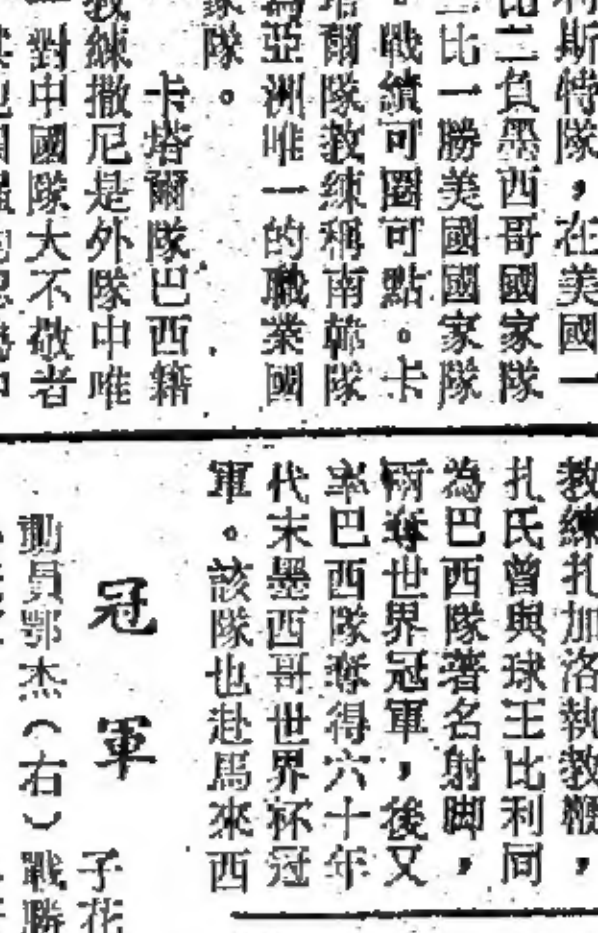 利斯特隊，在美國一
比二負墨西哥國家隊
二比一勝美國國家隊
。戰績可圈可點。卡
塔爾隊教練稱南韓隊
為亞洲唯一的職業國
家隊。
卡塔爾隊巴西籍
教練撒尼是外隊中唯
一對中國隊大不敬者
教練扎加洛執教鞭，
扎氏曾與球王比利同
為巴西隊著名射脚，
兩奪世界冠軍，後又
率巴西隊奪得六十年
代末墨西哥世界杯冠
軍。該隊也赴馬來西
冠軍
子花
動員鄂杰（右）戰勝